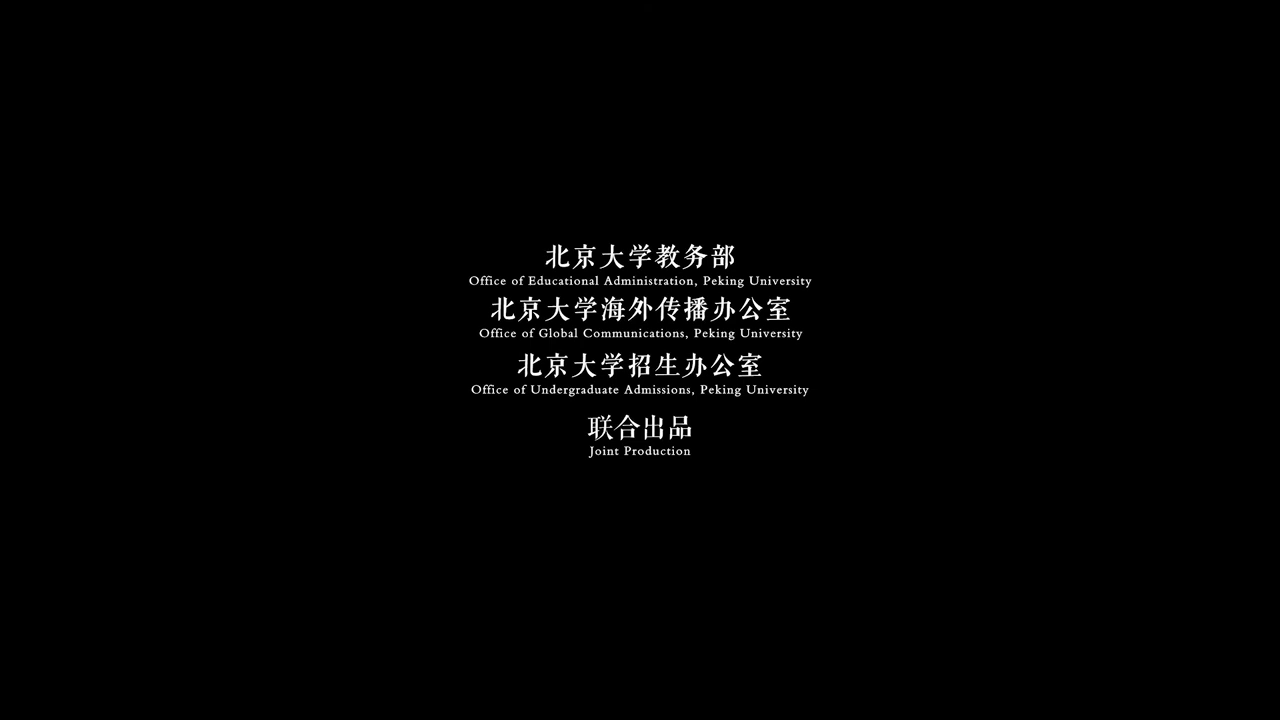 北京大学教务部
Office of Educational Administration, Peking University
北京大学海外传播办公室
Office of Global Communications, Peking University
北京大学招生办公室
Office of Undergraduate Admissions, Peking University
联合出品
Joint Production